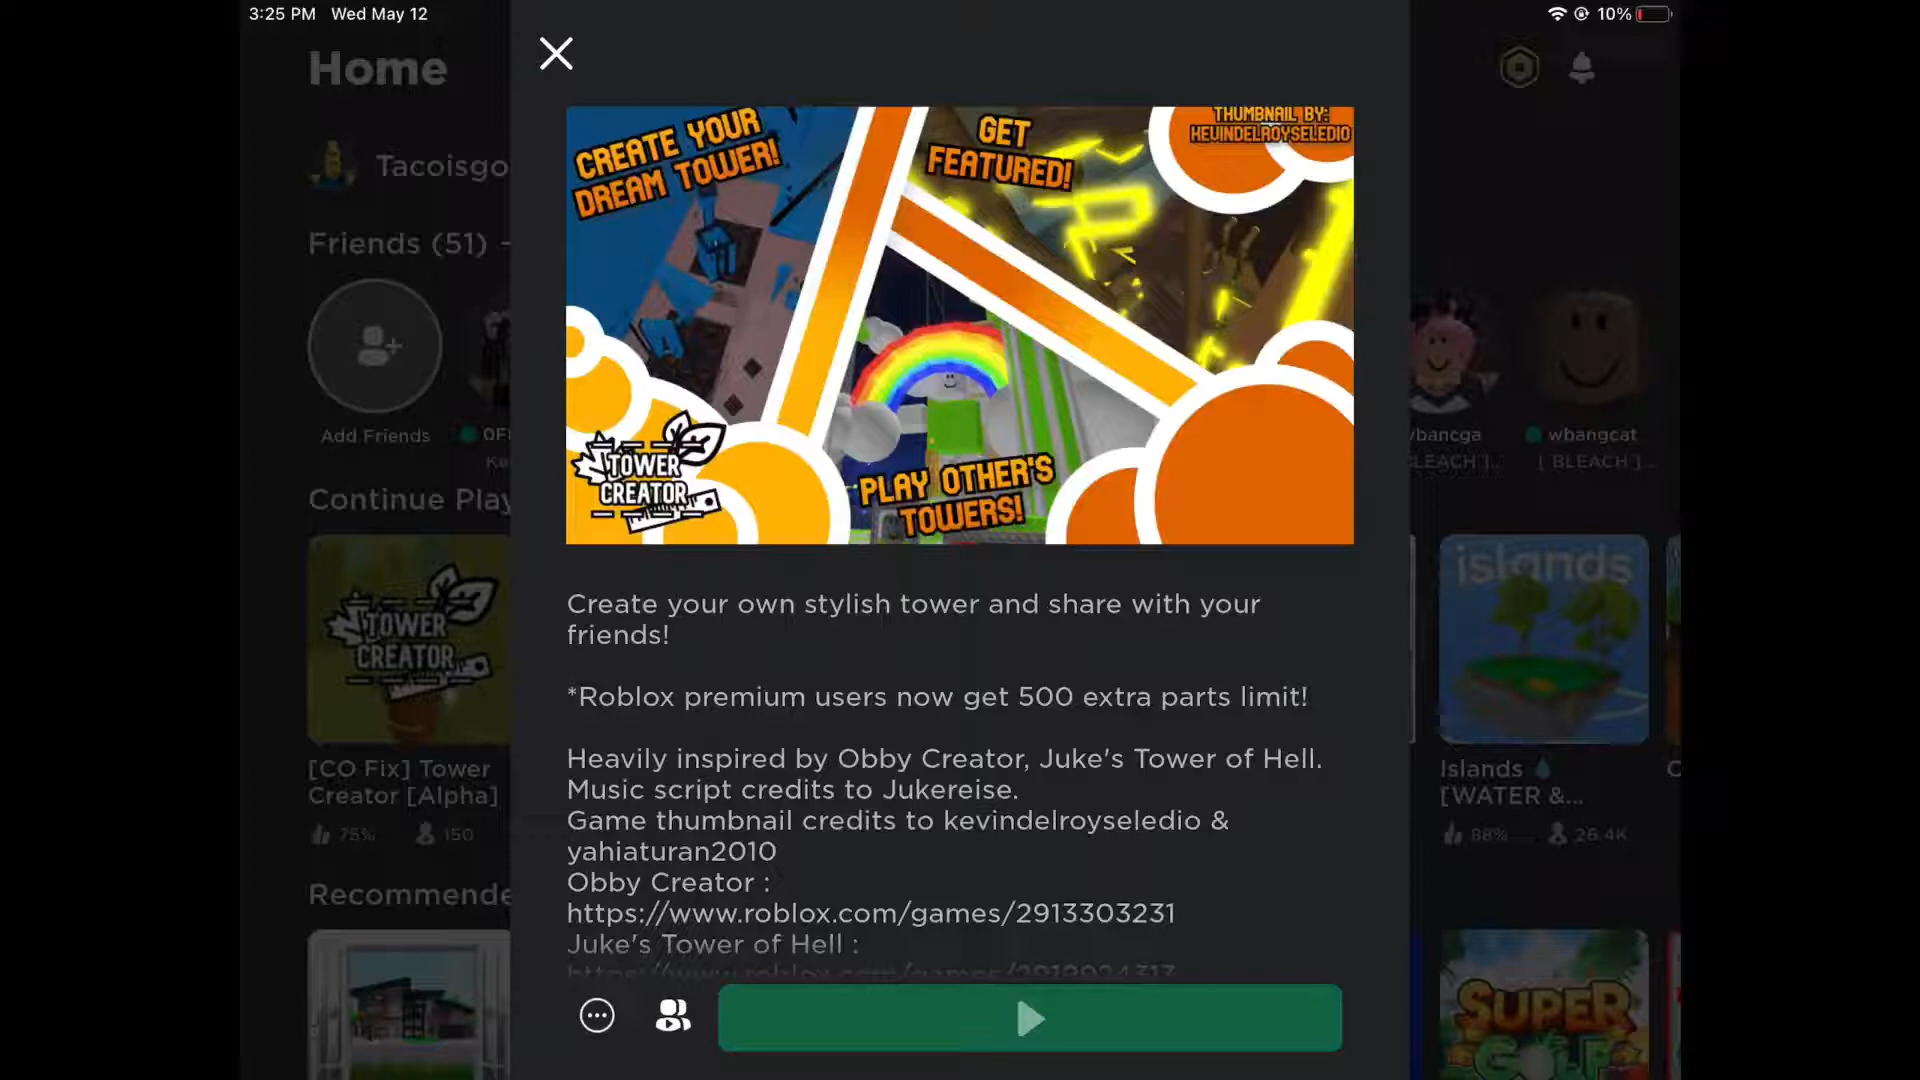 3:25 PM Wed May 12
10%
Home
Tacoisgo
Friends (51)
Add Friends
wbangcat
[ BLEACH ]...
Continue Play
TOWER
CREATOR
[CO Fix] Tower
Creator [Alpha]
75% 150
Recommende
CREATE YOUR
DREAM TOWER!
GET
FEATURED!
THUMBNAIL BY:
KEVINDELROYSELEDIO
TOWER
CREATOR
PLAY OTHER'S
TOWERS!
Create your own stylish tower and share with your
friends!
*Roblox premium users now get 500 extra parts limit!
Heavily inspired by Obby Creator, Juke's Tower of Hell.
Music script credits to Jukereise.
Game thumbnail credits to kevindelroyseledio &
yahiaturan2010
Obby Creator :
https://www.roblox.com/games/2913303231
Juke's Tower of Hell :
islands
Islands
[WATER &...
88% 26.4K
SUPER
GOLF